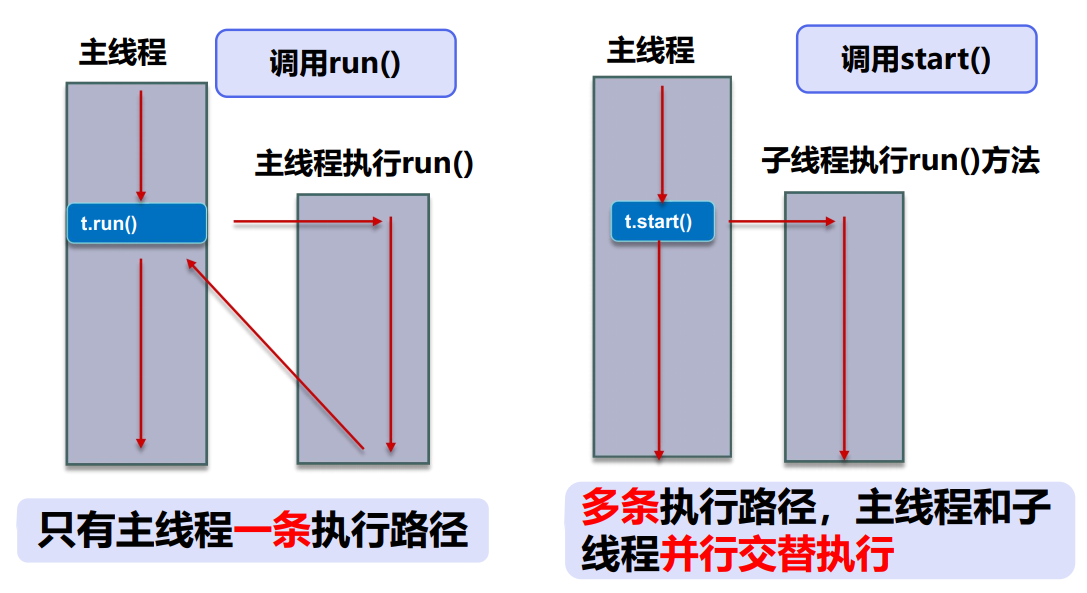 主线程
调用run()
主线程执行run()
t.run()
只有主线程一条执行路径
主线程
调用start()
子线程执行run()方法
t.start()
多条执行路径，主线程和子
线程并行交替执行